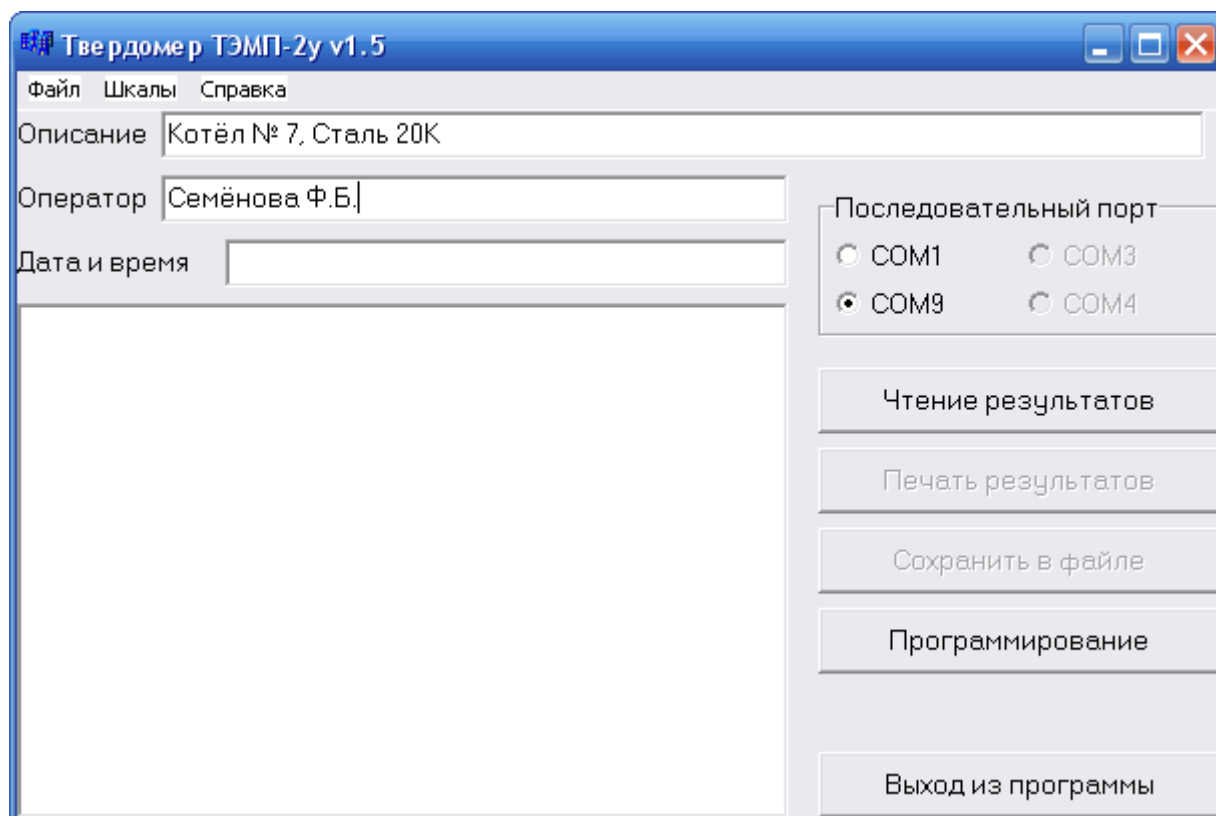 Твердомер ТЭМП-2у v1.5
Файл Шкалы Справка
Описание Котёл № 7, Сталь 20К
Оператор Семёнова Ф.Б.
Дата и время
Последовательный порт
COM1 COM3
COM9 COM4
Чтение результатов
Печать результатов
Сохранить в файле
Программирование
Выход из программы